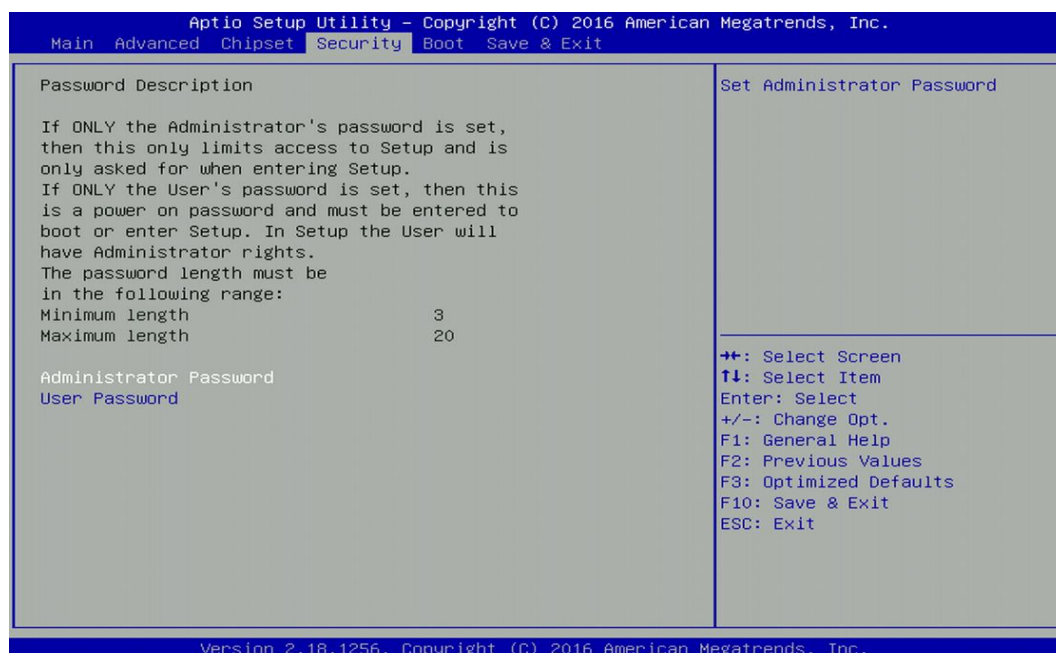 Aptio Setup Utility – Copyright (C) 2016 American Megatrends, Inc.
Main Advanced Chipset Security Boot Save & Exit
Password Description
If ONLY the Administrator's password is set,
then this only limits access to Setup and is
only asked for when entering Setup.
If ONLY the User's password is set, then this
is a power on password and must be entered to
boot or enter Setup. In Setup the User will
have Administrator rights.
The password length must be
in the following range:
Minimum length 3
Maximum length 20
Administrator Password
User Password
Set Administrator Password
→←: Select Screen
↑↓: Select Item
Enter: Select
+/-: Change Opt.
F1: General Help
F2: Previous Values
F3: Optimized Defaults
F10: Save & Exit
ESC: Exit
Version 2.18.1256. Copyright (C) 2016 American Megatrends, Inc.